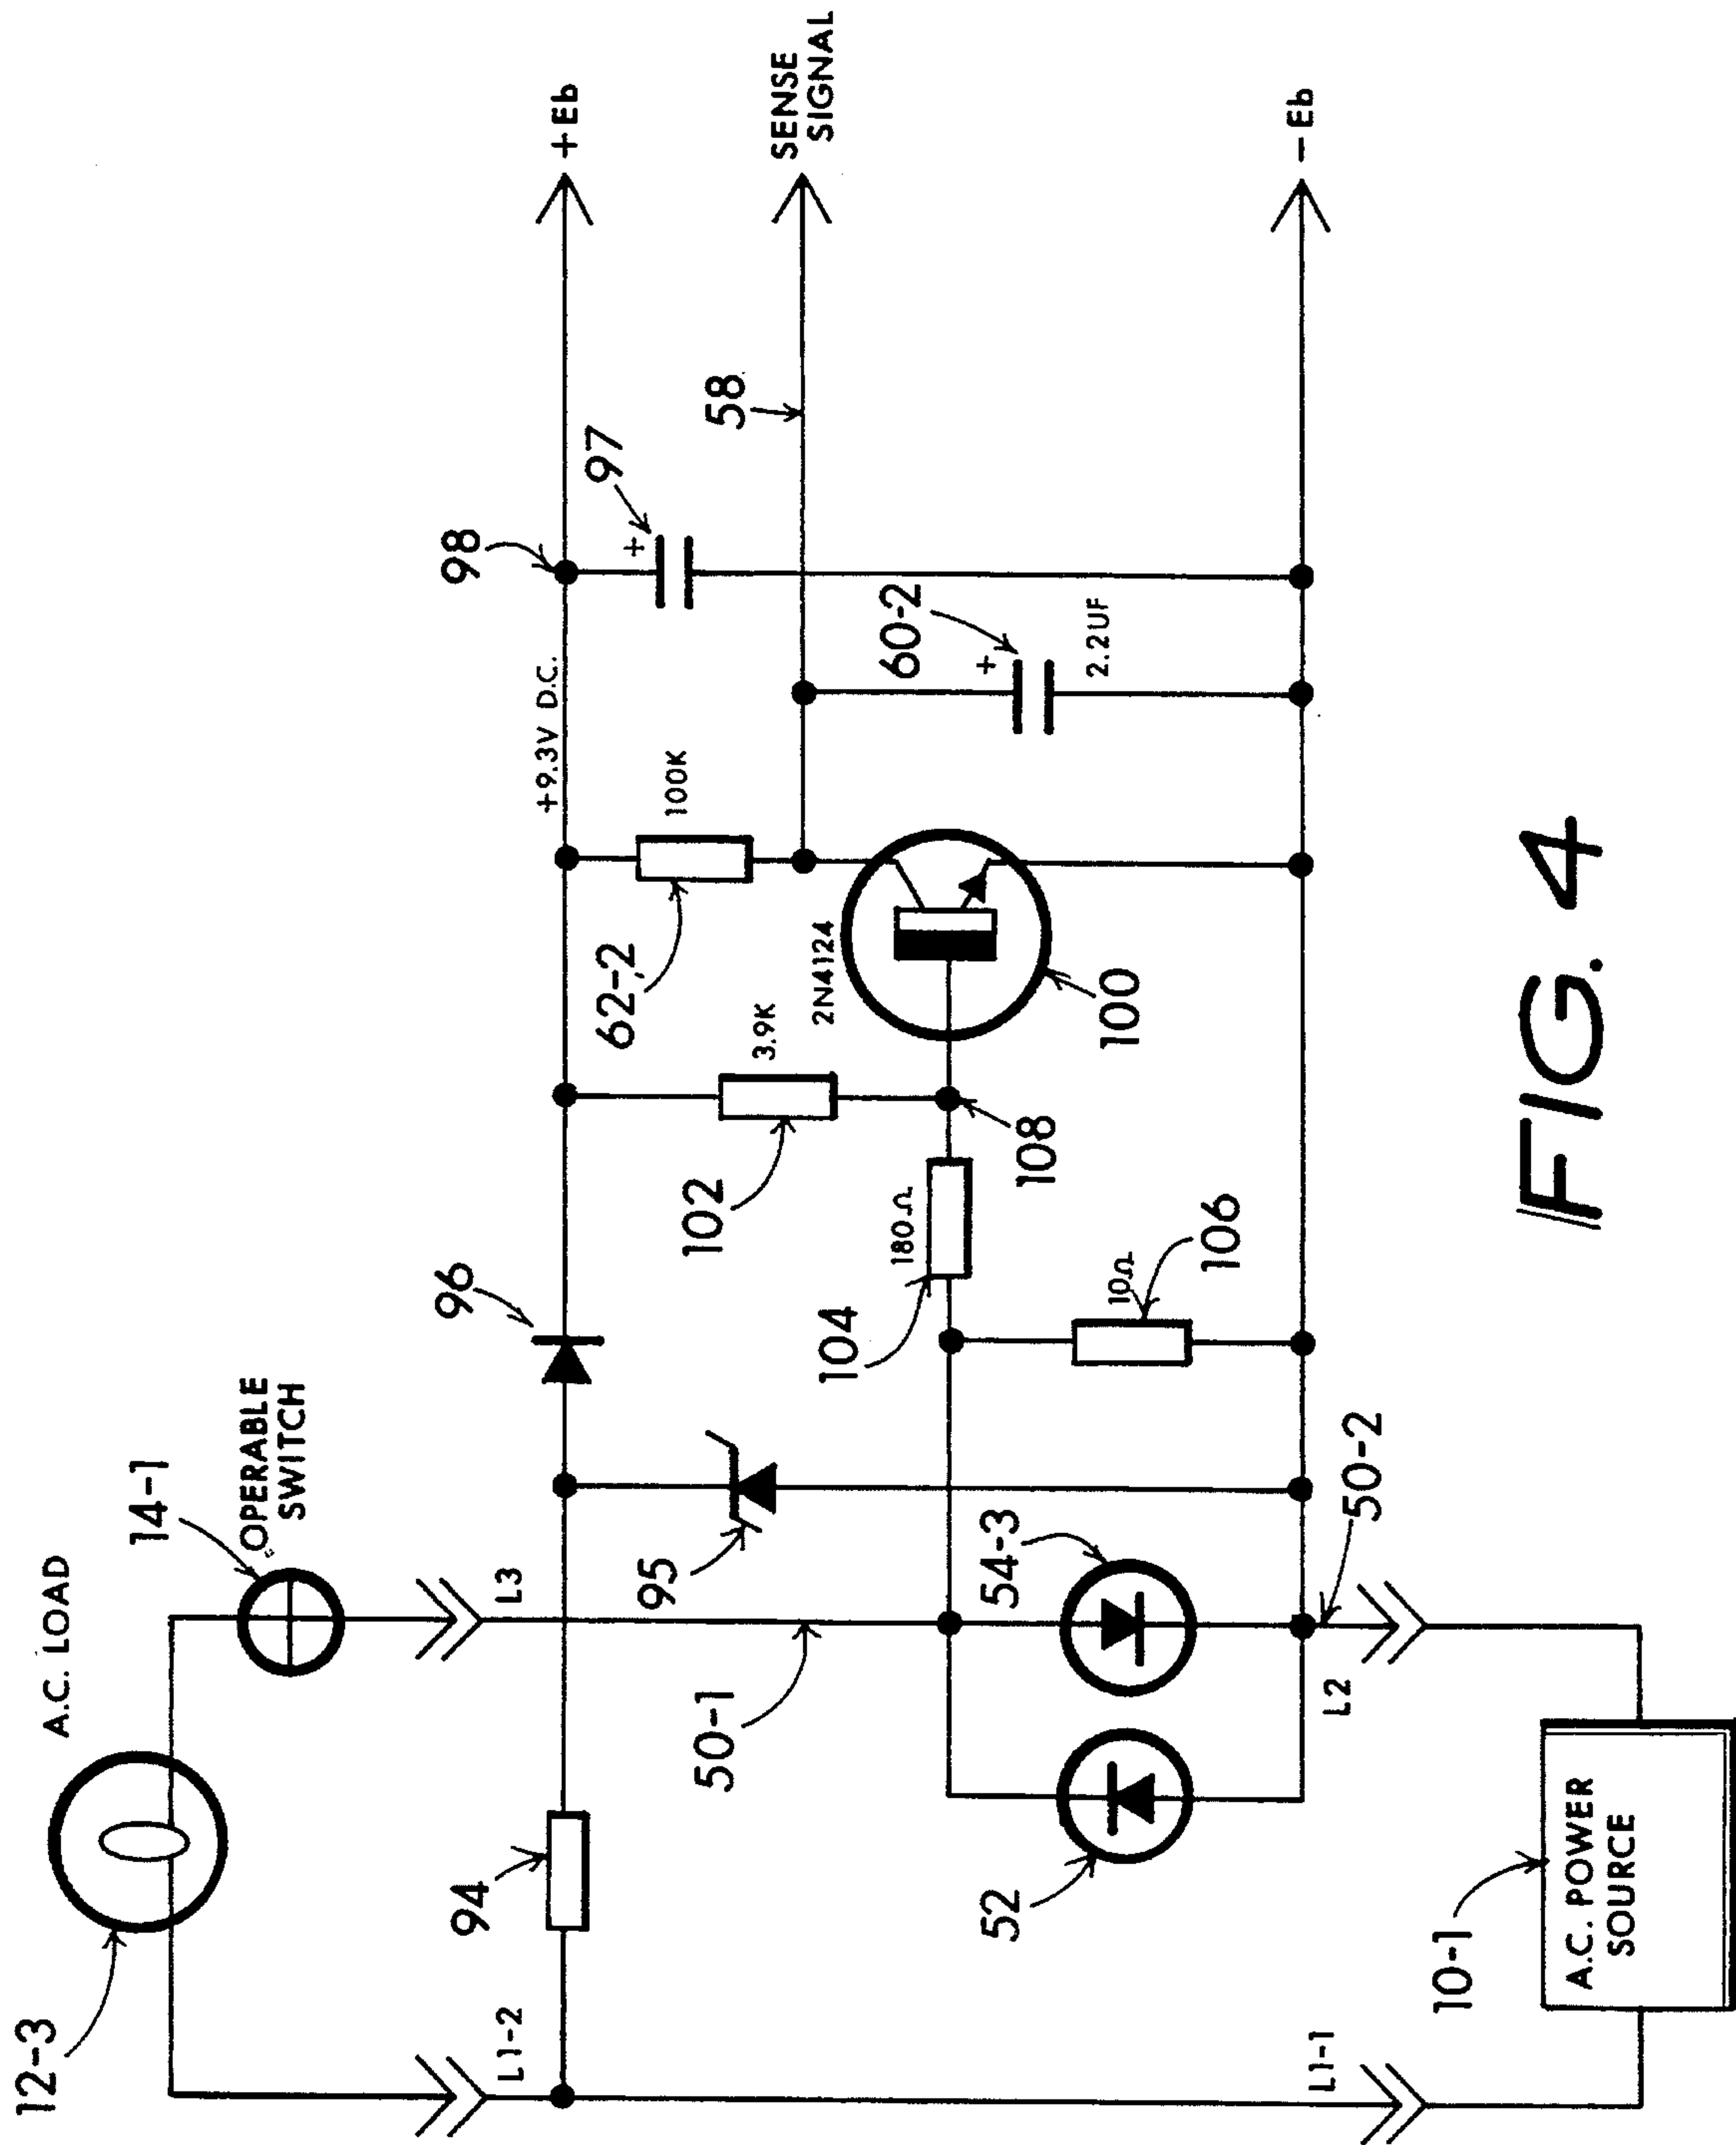 12-3
A.C. LOAD
14-1
OPERABLE
SWITCH
L1-2
L3
94
95
96
+9.3V D.C.
98
97
+
+Eb
50-1
102
3.9K
62-2
100K
58
SENSE
SIGNAL
2N4124
100
108
180Ω
104
10Ω
106
60-2
+
2.2UF
52
54-3
50-2
L2
L1-1
-Eb
10-1
A.C. POWER
SOURCE
FIG. 4